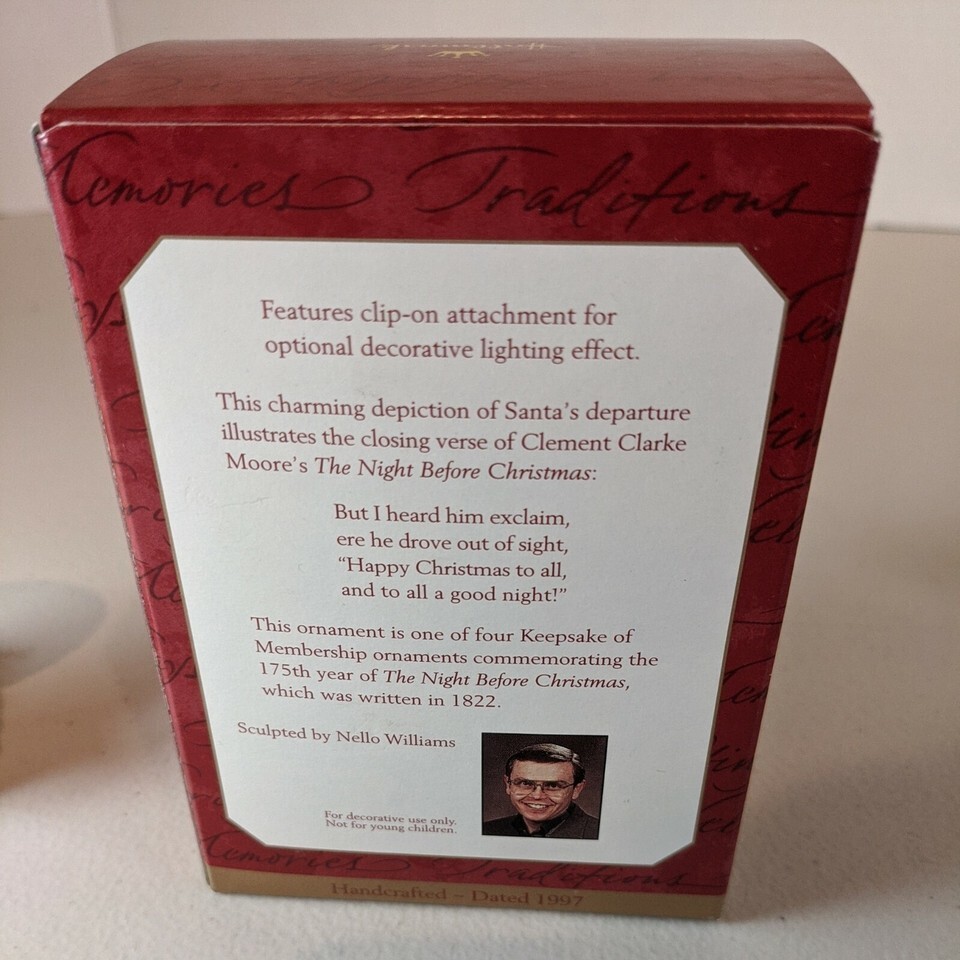 Hallmark
Memories Traditions
Features clip-on attachment for
optional decorative lighting effect.
This charming depiction of Santa's departure
illustrates the closing verse of Clement Clarke
Moore's The Night Before Christmas:
But I heard him exclaim,
ere he drove out of sight,
“Happy Christmas to all,
and to all a good night!”
This ornament is one of four Keepsake of
Membership ornaments commemorating the
175th year of The Night Before Christmas,
which was written in 1822.
Sculpted by Nello Williams
For decorative use only.
Not for young children.
Memories Traditions
Handcrafted – Dated 1997